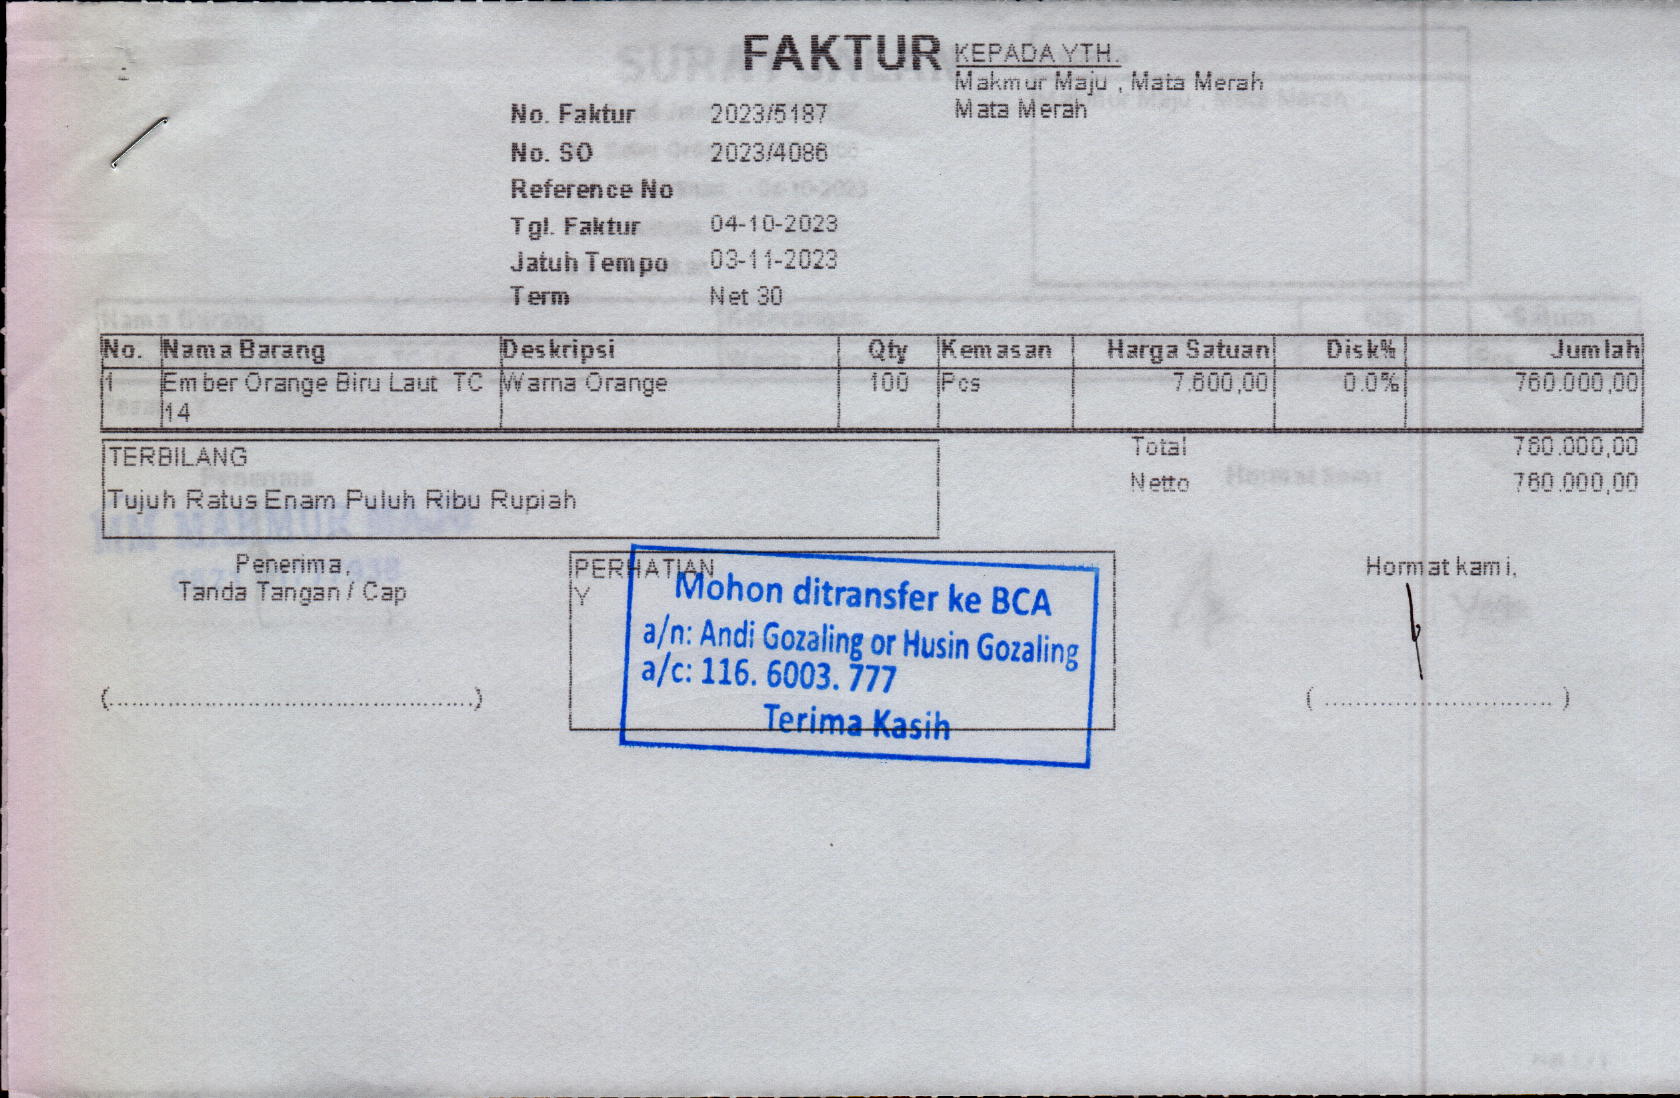 FAKTUR
KEPADA YTH.
Makmur Maju , Mata Merah
Mata Merah
No. Faktur 2023/5187
No. SO 2023/4086
Reference No
Tgl. Faktur 04-10-2023
Jatuh Tempo 03-11-2023
Term Net 30
No. Nama Barang Deskripsi Qty Kemasan Harga Satuan Disk% Jumlah
1 Ember Orange Biru Laut TC Warna Orange 100 Pcs 7.600,00 0.0% 760.000,00
14
TERBILANG
Tujuh Ratus Enam Puluh Ribu Rupiah
Total 760.000,00
Netto 760.000,00
Penerima,
Tanda Tangan / Cap
PERHATIAN
Y
Mohon ditransfer ke BCA
a/n: Andi Gozaling or Husin Gozaling
a/c: 116. 6003. 777
Terima Kasih
Hormat kami,